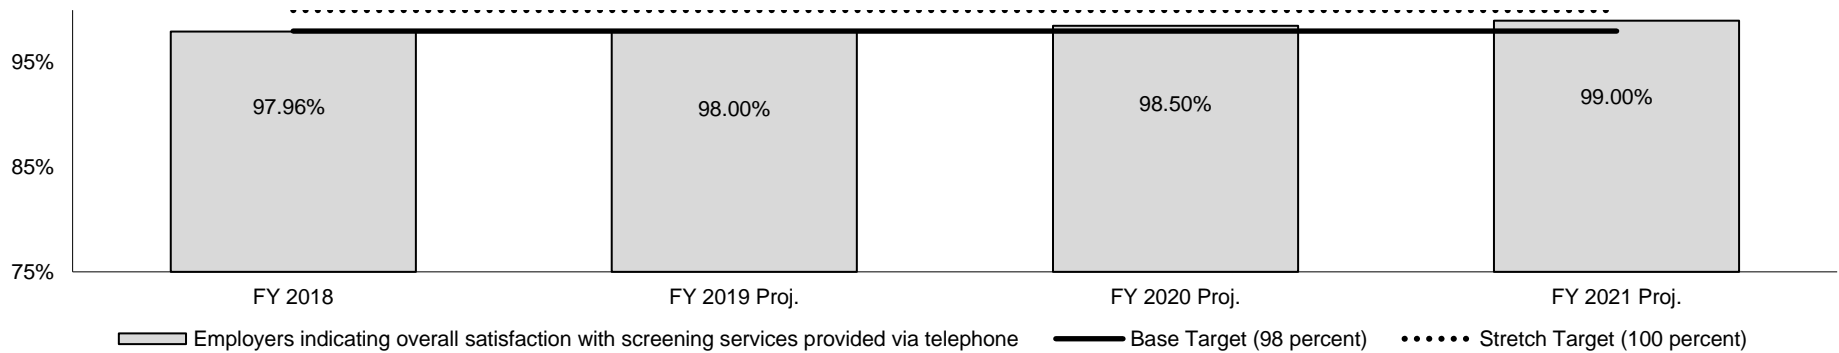 95%
97.96%
98.00%
98.50%
99.00%
85%
75%
FY 2018
FY 2019 Proj.
FY 2020 Proj.
FY 2021 Proj.
Employers indicating overall satisfaction with screening services provided via telephone
Base Target (98 percent)
Stretch Target (100 percent)